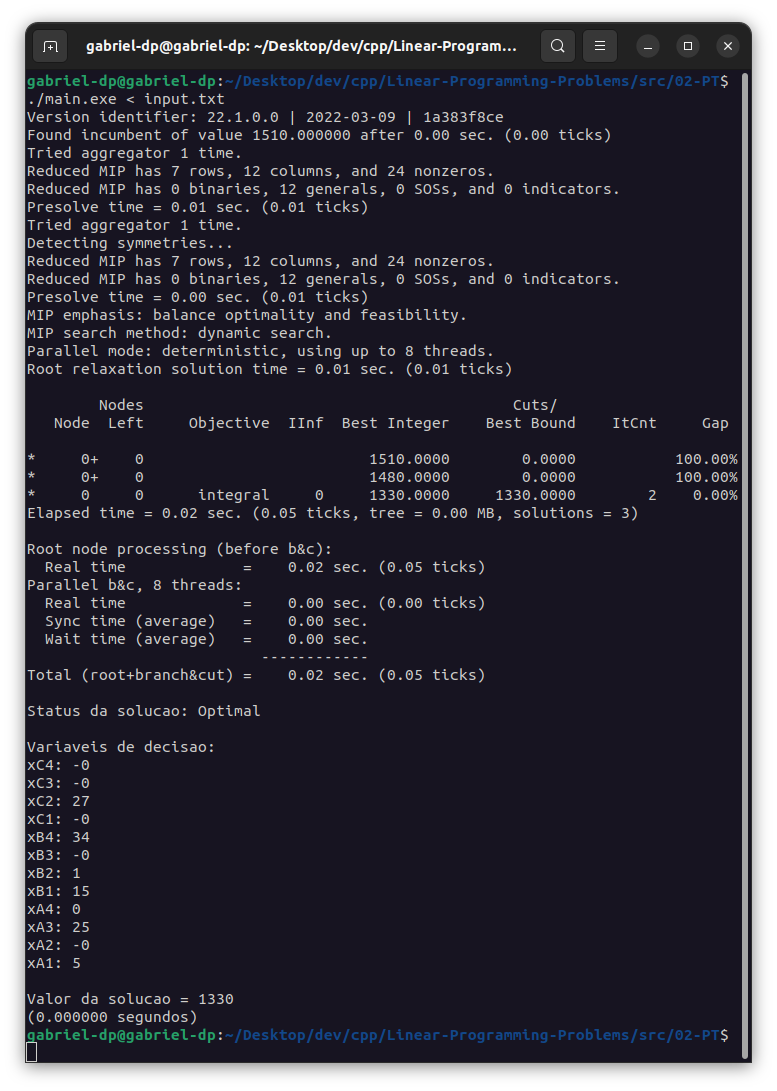 gabriel-dp@gabriel-dp: ~/Desktop/dev/cpp/Linear-Program...
gabriel-dp@gabriel-dp:~/Desktop/dev/cpp/Linear-Programming-Problems/src/02-PT$
./main.exe < input.txt
Version identifier: 22.1.0.0 | 2022-03-09 | 1a383f8ce
Found incumbent of value 1510.000000 after 0.00 sec. (0.00 ticks)
Tried aggregator 1 time.
Reduced MIP has 7 rows, 12 columns, and 24 nonzeros.
Reduced MIP has 0 binaries, 12 generals, 0 SOSs, and 0 indicators.
Presolve time = 0.01 sec. (0.01 ticks)
Tried aggregator 1 time.
Detecting symmetries...
Reduced MIP has 7 rows, 12 columns, and 24 nonzeros.
Reduced MIP has 0 binaries, 12 generals, 0 SOSs, and 0 indicators.
Presolve time = 0.00 sec. (0.01 ticks)
MIP emphasis: balance optimality and feasibility.
MIP search method: dynamic search.
Parallel mode: deterministic, using up to 8 threads.
Root relaxation solution time = 0.01 sec. (0.01 ticks)

        Nodes                                         Cuts/
   Node  Left     Objective  IInf  Best Integer    Best Bound    ItCnt     Gap

*     0+    0                         1510.0000        0.0000           100.00%
*     0+    0                         1480.0000        0.0000           100.00%
*     0     0      integral     0     1330.0000     1330.0000        2    0.00%
Elapsed time = 0.02 sec. (0.05 ticks, tree = 0.00 MB, solutions = 3)

Root node processing (before b&c):
  Real time             =    0.02 sec. (0.05 ticks)
Parallel b&c, 8 threads:
  Real time             =    0.00 sec. (0.00 ticks)
  Sync time (average)   =    0.00 sec.
  Wait time (average)   =    0.00 sec.
                          ------------
Total (root+branch&cut) =    0.02 sec. (0.05 ticks)

Status da solucao: Optimal

Variaveis de decisao:
xC4: -0
xC3: -0
xC2: 27
xC1: -0
xB4: 34
xB3: -0
xB2: 1
xB1: 15
xA4: 0
xA3: 25
xA2: -0
xA1: 5

Valor da solucao = 1330
(0.000000 segundos)
gabriel-dp@gabriel-dp:~/Desktop/dev/cpp/Linear-Programming-Problems/src/02-PT$